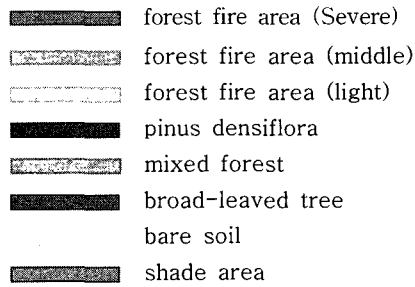 forest fire area (Severe)
forest fire area (middle)
forest fire area (light)
pinus densiflora
mixed forest
broad-leaved tree
bare soil
shade area